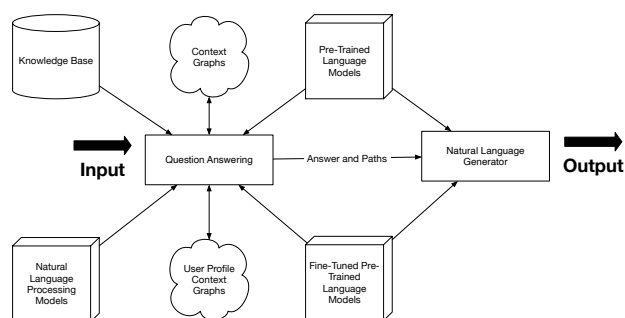 Knowledge Base
Context
Graphs
Pre-Trained
Language
Models
Input
Question Answering
Answer and Paths
Natural Language
Generator
Output
Natural
Language
Processing
Models
User Profile
Context
Graphs
Fine-Tuned Pre-
Trained
Language
Models